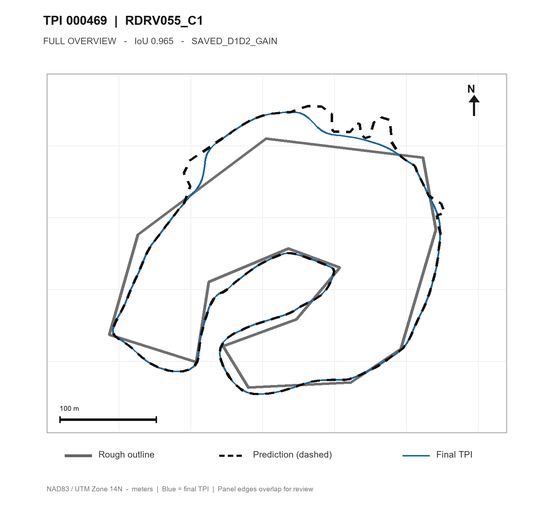 TPI 000469 | RDRV055_C1
FULL OVERVIEW - IoU 0.965 - SAVED_D1D2_GAIN
N
100 m
Rough outline
Prediction (dashed)
Final TPI
NAD83 / UTM Zone 14N - meters | Blue = final TPI | Panel edges overlap for review